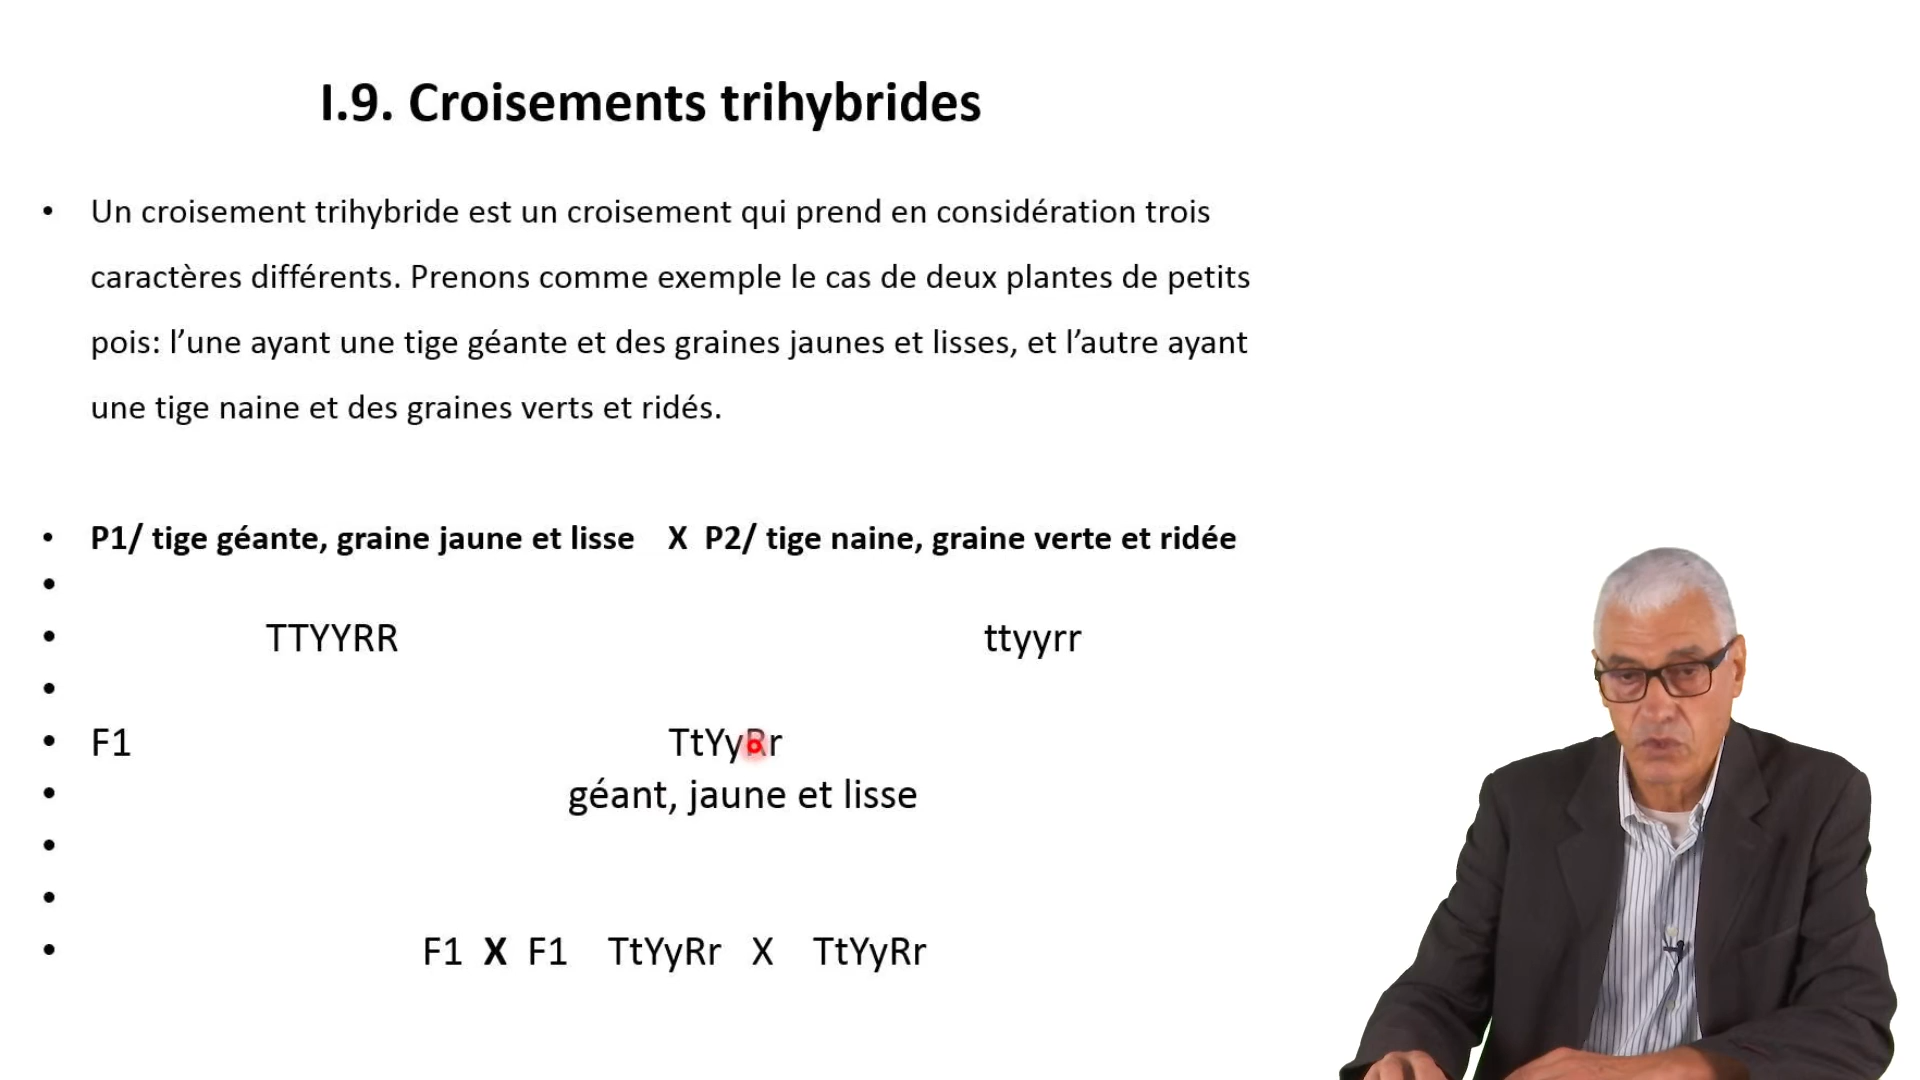 I.9. Croisements trihybrides
• Un croisement trihybride est un croisement qui prend en considération trois
caractères différents. Prenons comme exemple le cas de deux plantes de petits
pois: l’une ayant une tige géante et des graines jaunes et lisses, et l’autre ayant
une tige naine et des graines verts et ridés.
• P1/ tige géante, graine jaune et lisse X P2/ tige naine, graine verte et ridée
•
• TTYYRR ttyyrr
•
• F1 TtYyRr
• géant, jaune et lisse
•
•
• F1 X F1 TtYyRr X TtYyRr